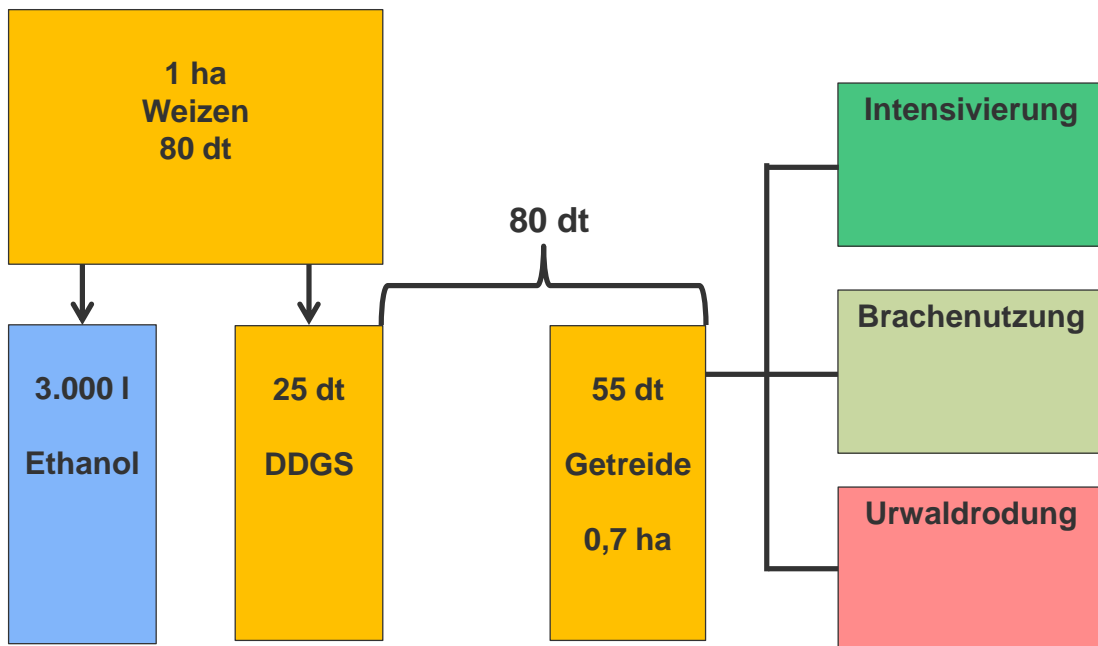 1 ha
Weizen
80 dt
80 dt
3.000 l
Ethanol
25 dt
DDGS
55 dt
Getreide
0,7 ha
Intensivierung
Brachenutzung
Urwaldrodung